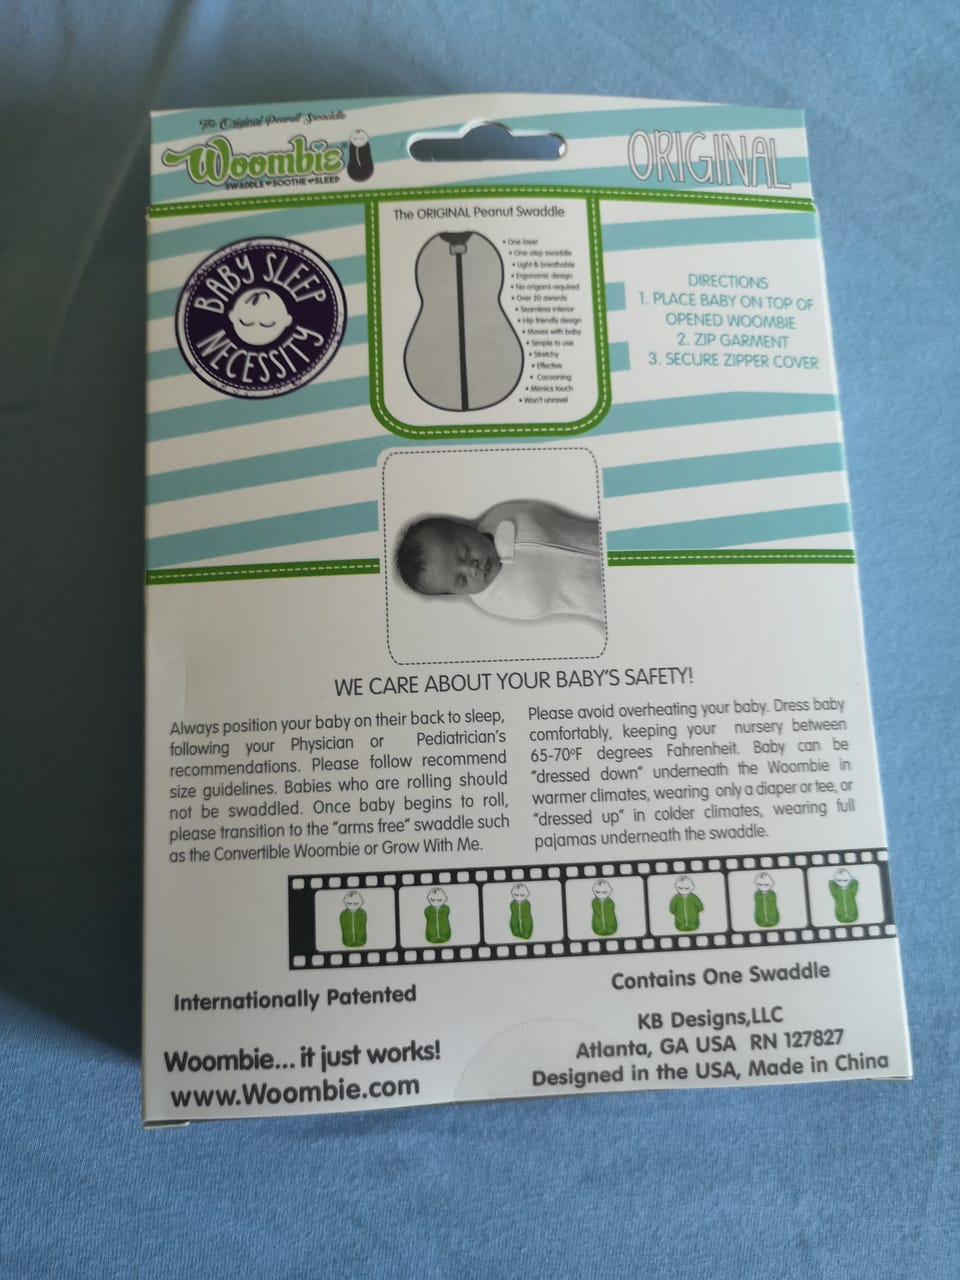 The Original Peanut Swaddle
Woombie
SWADDLE♥SOOTHE♥SLEEP
ORIGINAL
BABY SLEEP
NECESSITY
The ORIGINAL Peanut Swaddle
• One layer
• One-step swaddle
• Light & breathable
• Ergonomic design
• No origami required
• Over 20 awards
• Seamless interior
• Hip friendly design
• Moves with baby
• Simple to use
• Stretchy
• Effective
• Cocooning
• Mimics touch
• Won't unravel
DIRECTIONS
1. PLACE BABY ON TOP OF
OPENED WOOMBIE
2. ZIP GARMENT
3. SECURE ZIPPER COVER
WE CARE ABOUT YOUR BABY'S SAFETY!
Always position your baby on their back to sleep,
following your Physician or Pediatrician's
recommendations. Please follow recommend
size guidelines. Babies who are rolling should
not be swaddled. Once baby begins to roll,
please transition to the "arms free" swaddle such
as the Convertible Woombie or Grow With Me.
Please avoid overheating your baby. Dress baby
comfortably, keeping your nursery between
65-70ºF degrees Fahrenheit. Baby can be
"dressed down" underneath the Woombie in
warmer climates, wearing only a diaper or tee, or
"dressed up" in colder climates, wearing full
pajamas underneath the swaddle.
Internationally Patented
Woombie... it just works!
www.Woombie.com
Contains One Swaddle
KB Designs,LLC
Atlanta, GA USA RN 127827
Designed in the USA, Made in China